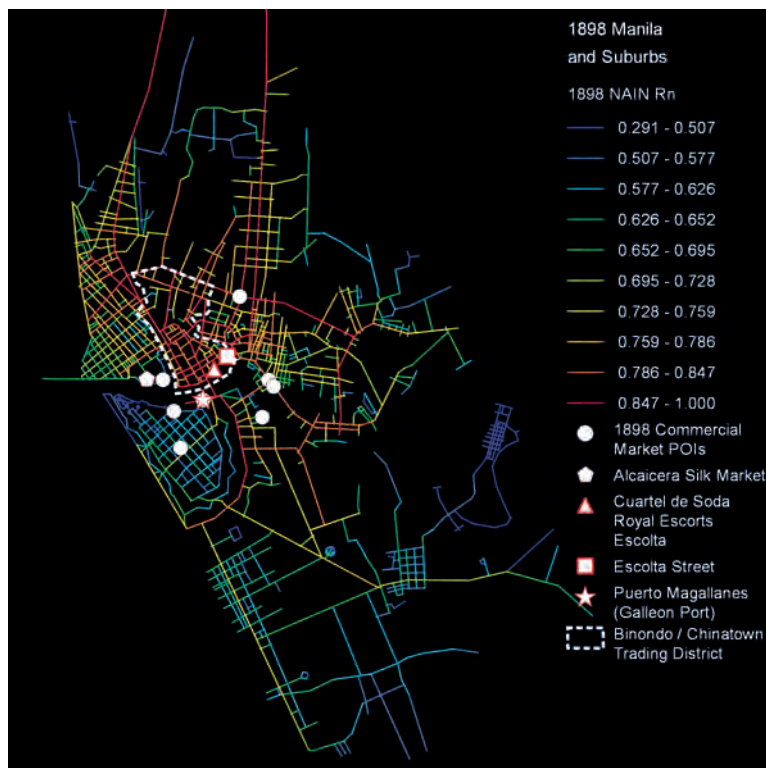 1898 Manila
and Suburbs
1898 NAIN Rn
0.291 - 0.507
0.507 - 0.577
0.577 - 0.626
0.626 - 0.652
0.652 - 0.695
0.695 - 0.728
0.728 - 0.759
0.759 - 0.786
0.786 - 0.847
0.847 - 1.000
1898 Commercial
Market POIs
Alcaicera Silk Market
Cuartel de Soda
Royal Escorts
Escolta
Escolta Street
Puerto Magallanes
(Galleon Port)
Binondo / Chinatown
Trading District